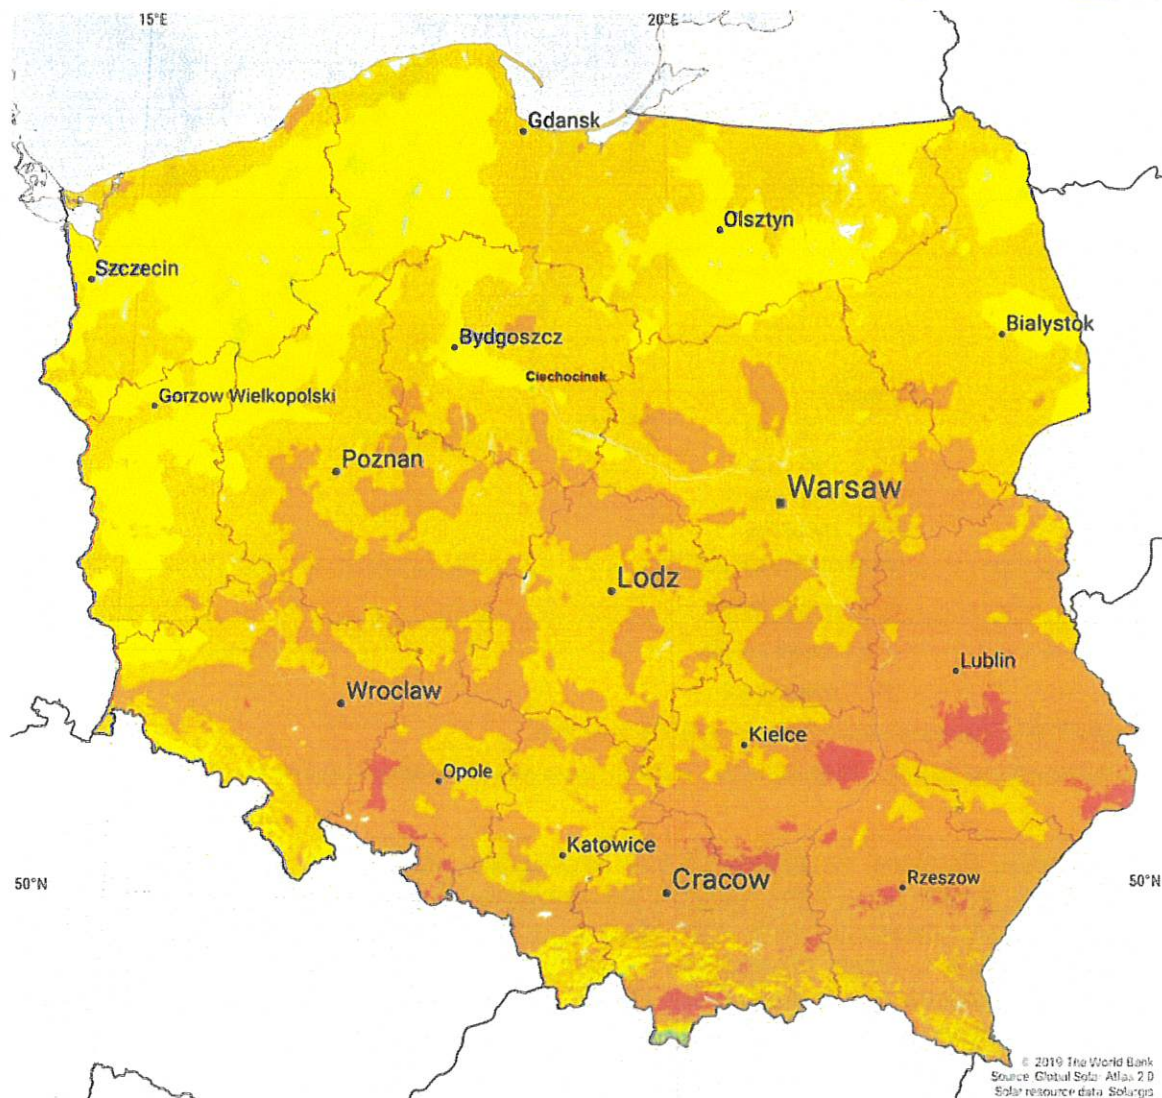 15°E
20°E
Gdansk
Olsztyn
Szczecin
Bialystok
Bydgoszcz
Ciechocinek
Gorzow Wielkopolski
Poznan
Warsaw
Lodz
Lublin
Wroclaw
Kielce
Opole
Katowice
50°N
Cracow
Rzeszow
50°N
© 2019 The World Bank
Source: Global Solar Atlas 2.0
Solar resource data: Solargis